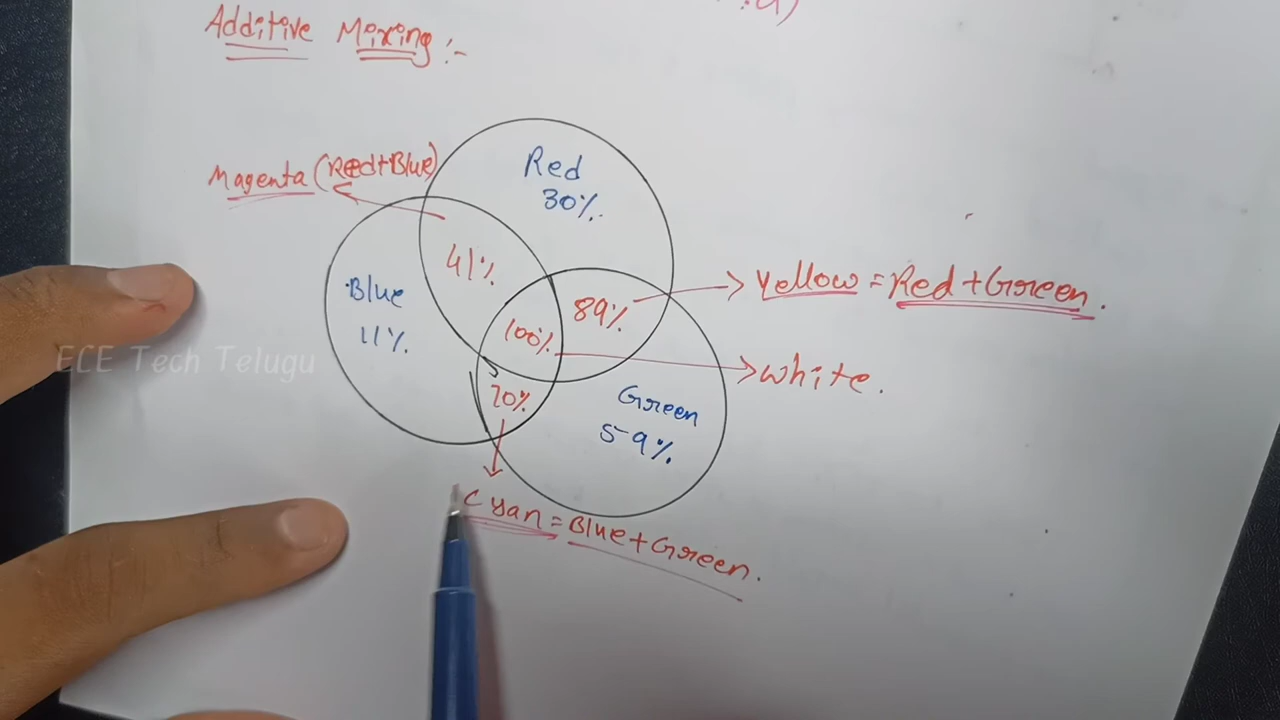 Additive Mixing :-
Magenta (Red+Blue)
Red
30%.
41%.
Blue
11%.
89%.
Yellow = Red + Green.
100%.
white.
70%.
Green
59%.
Cyan = Blue + Green.
ECE Tech Telugu